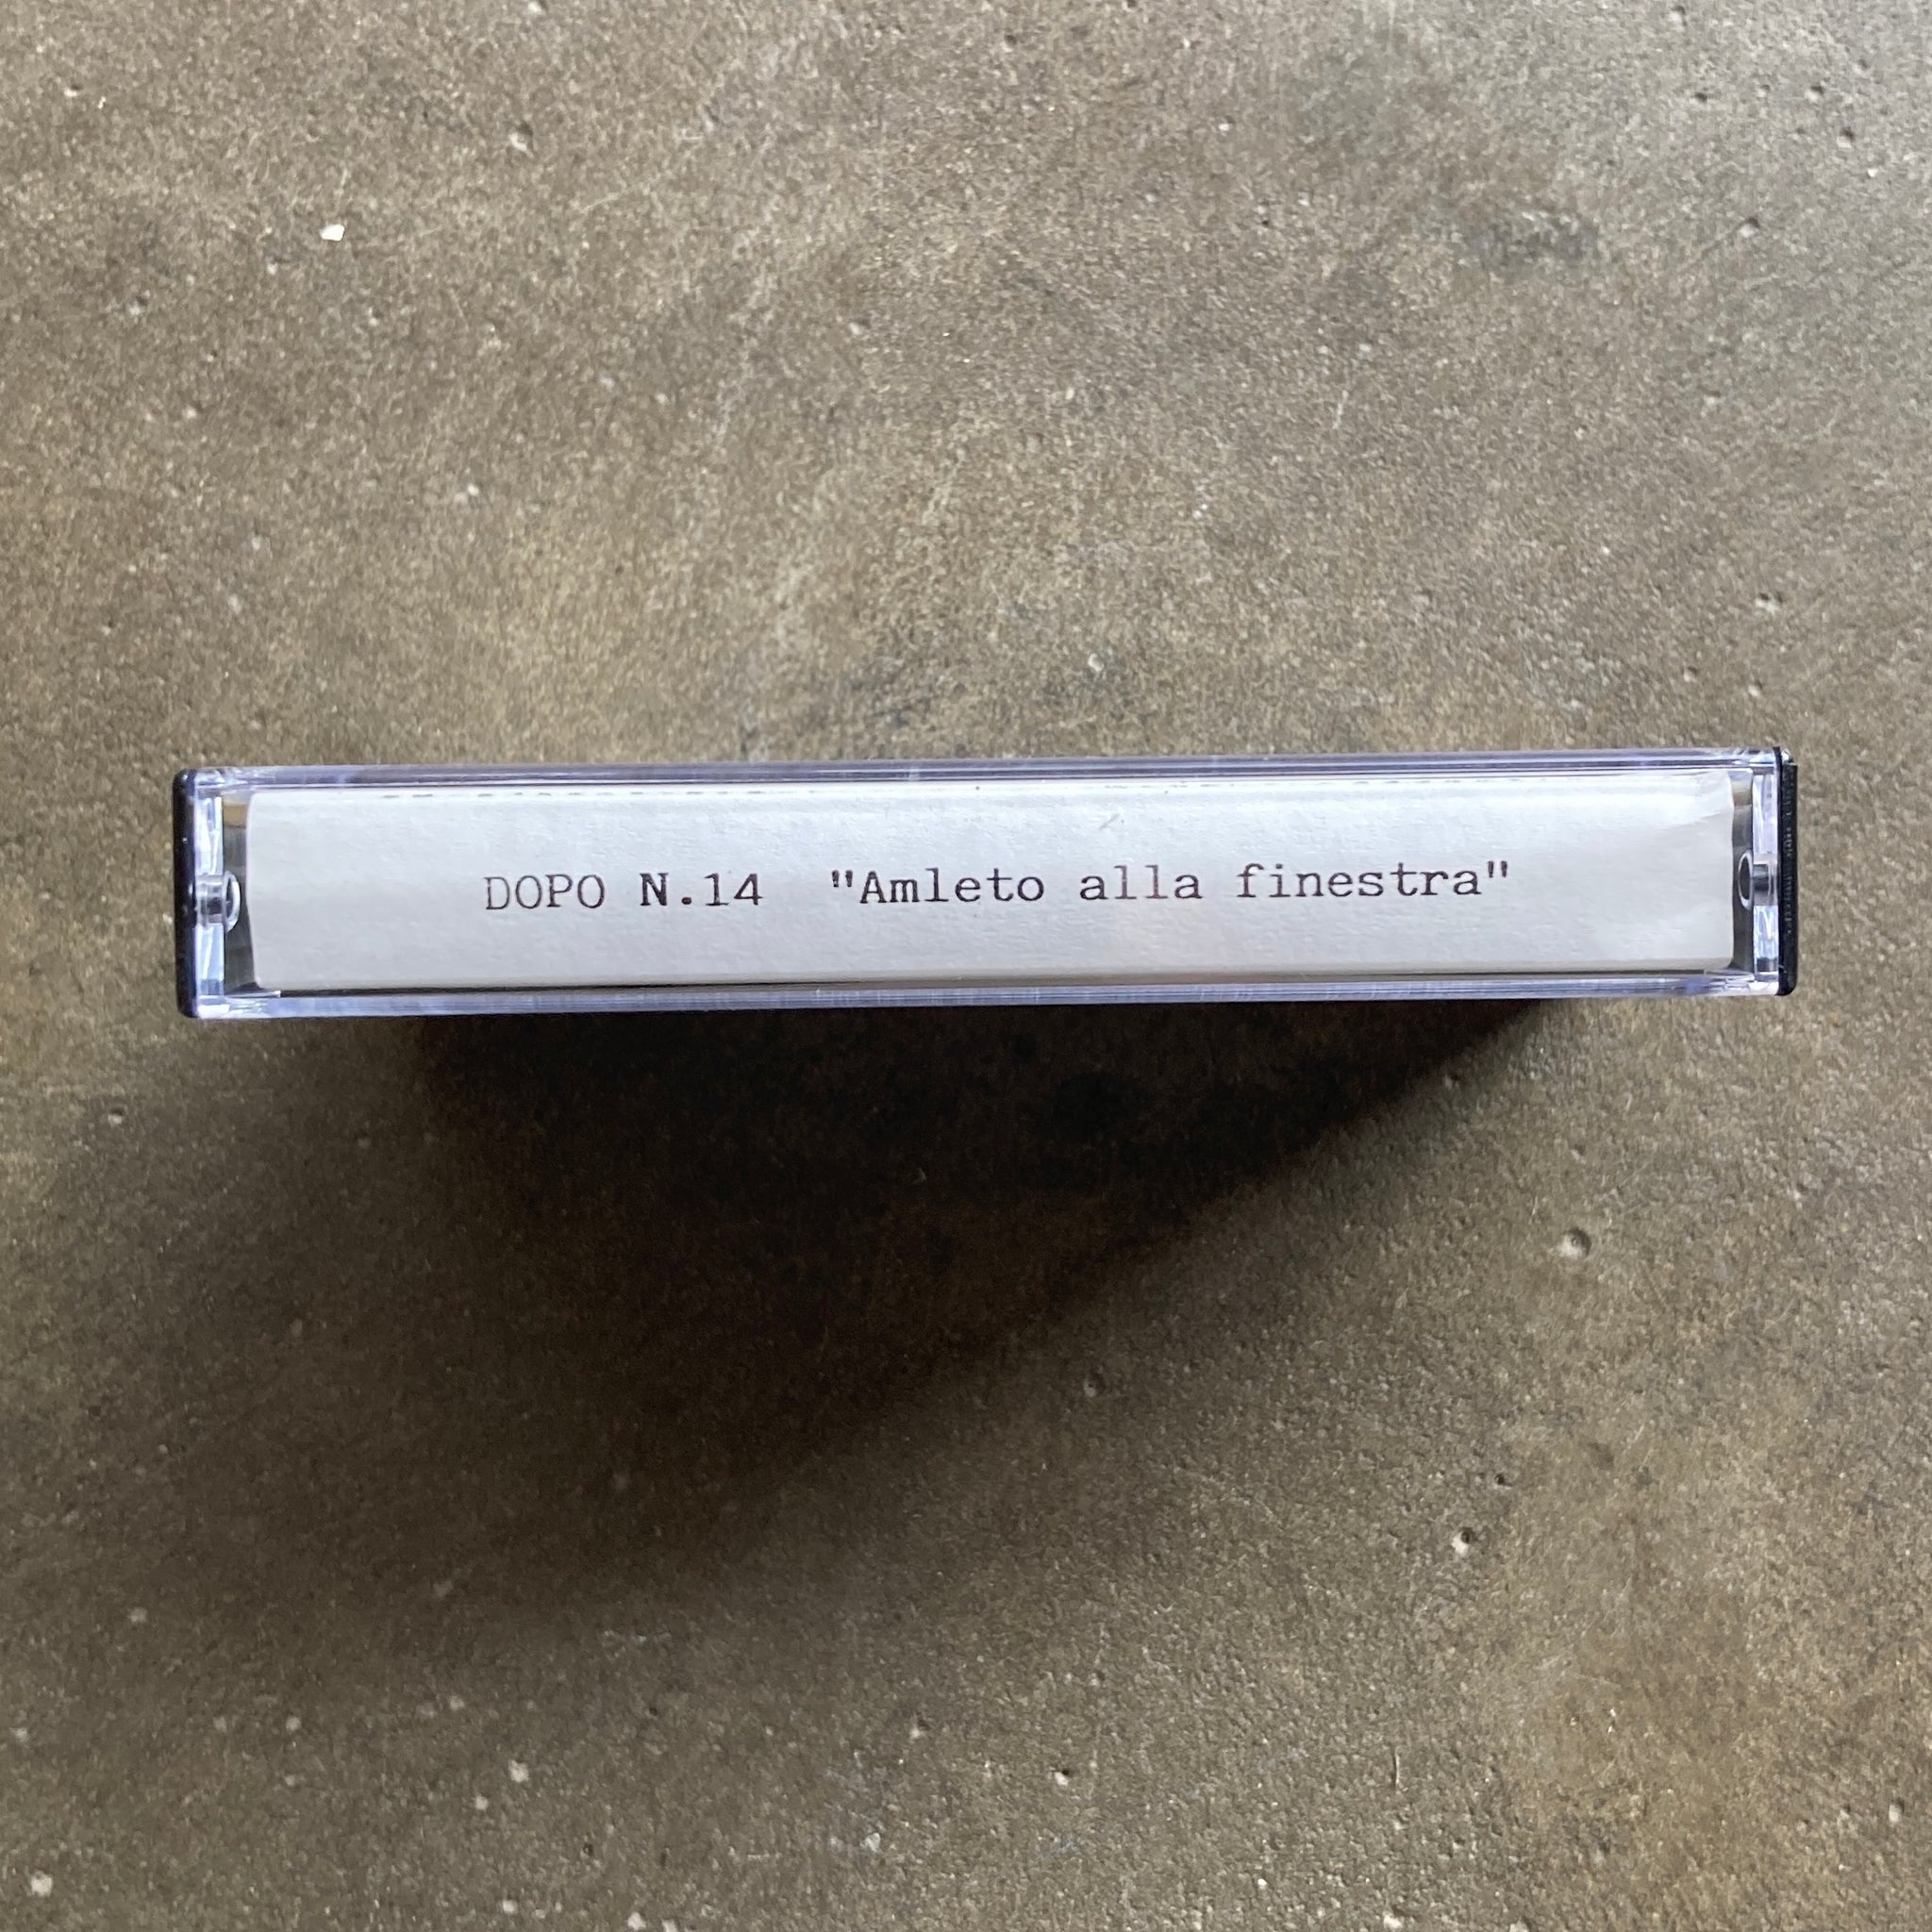 DOPO N.14 "Amleto alla finestra"